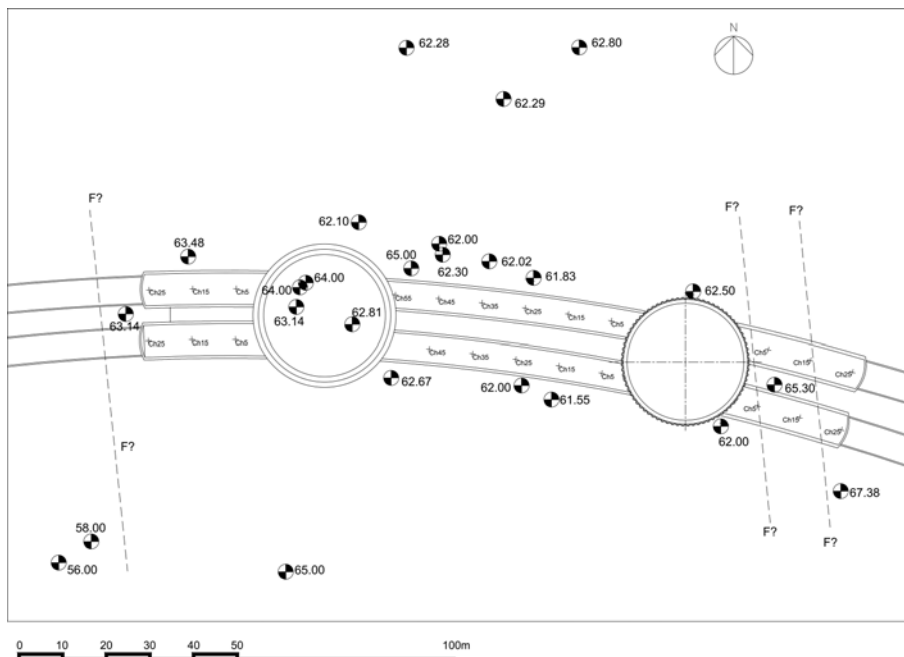 62.28
62.80
N
62.29
F?
F?
F?
62.10
63.48
62.00
65.00
62.30
62.02
61.83
64.00
64.00
62.50
Ch25
Ch15
Ch5
63.14
63.14
62.81
Ch55
Ch45
Ch35
Ch25
Ch15
Ch5
Ch25
Ch15
Ch5
Ch45
Ch35
Ch25
Ch15
Ch5
Ch5
Ch15
Ch25
62.67
62.00
61.55
65.30
Ch5
Ch15
Ch25
62.00
F?
67.38
58.00
56.00
65.00
F?
F?
0 10 20 30 40 50 100m